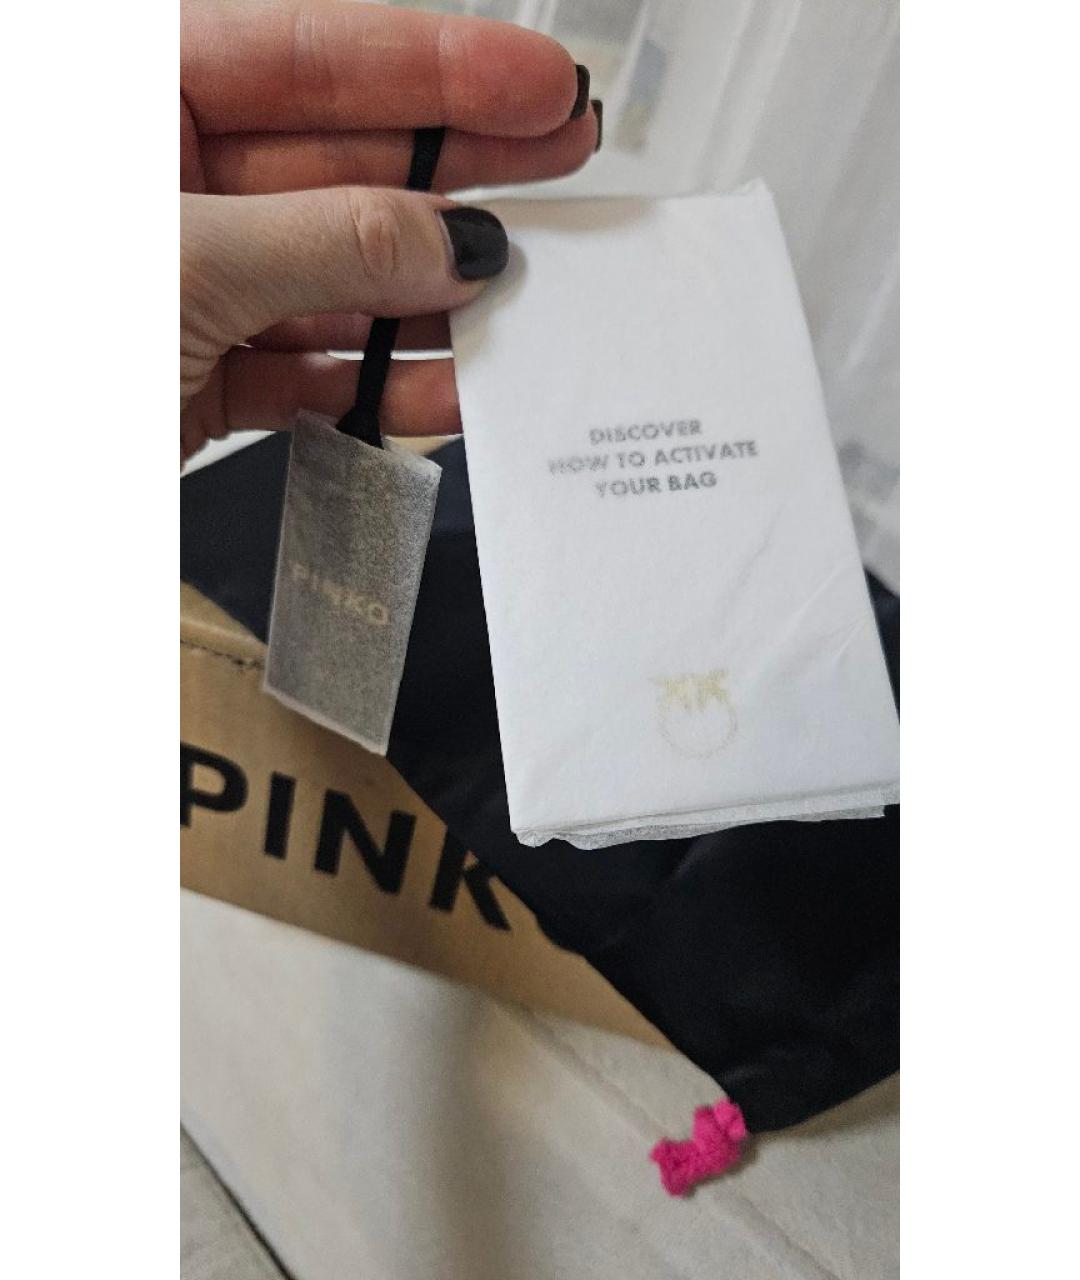 DISCOVER
HOW TO ACTIVATE
YOUR BAG
PINKO
PINK